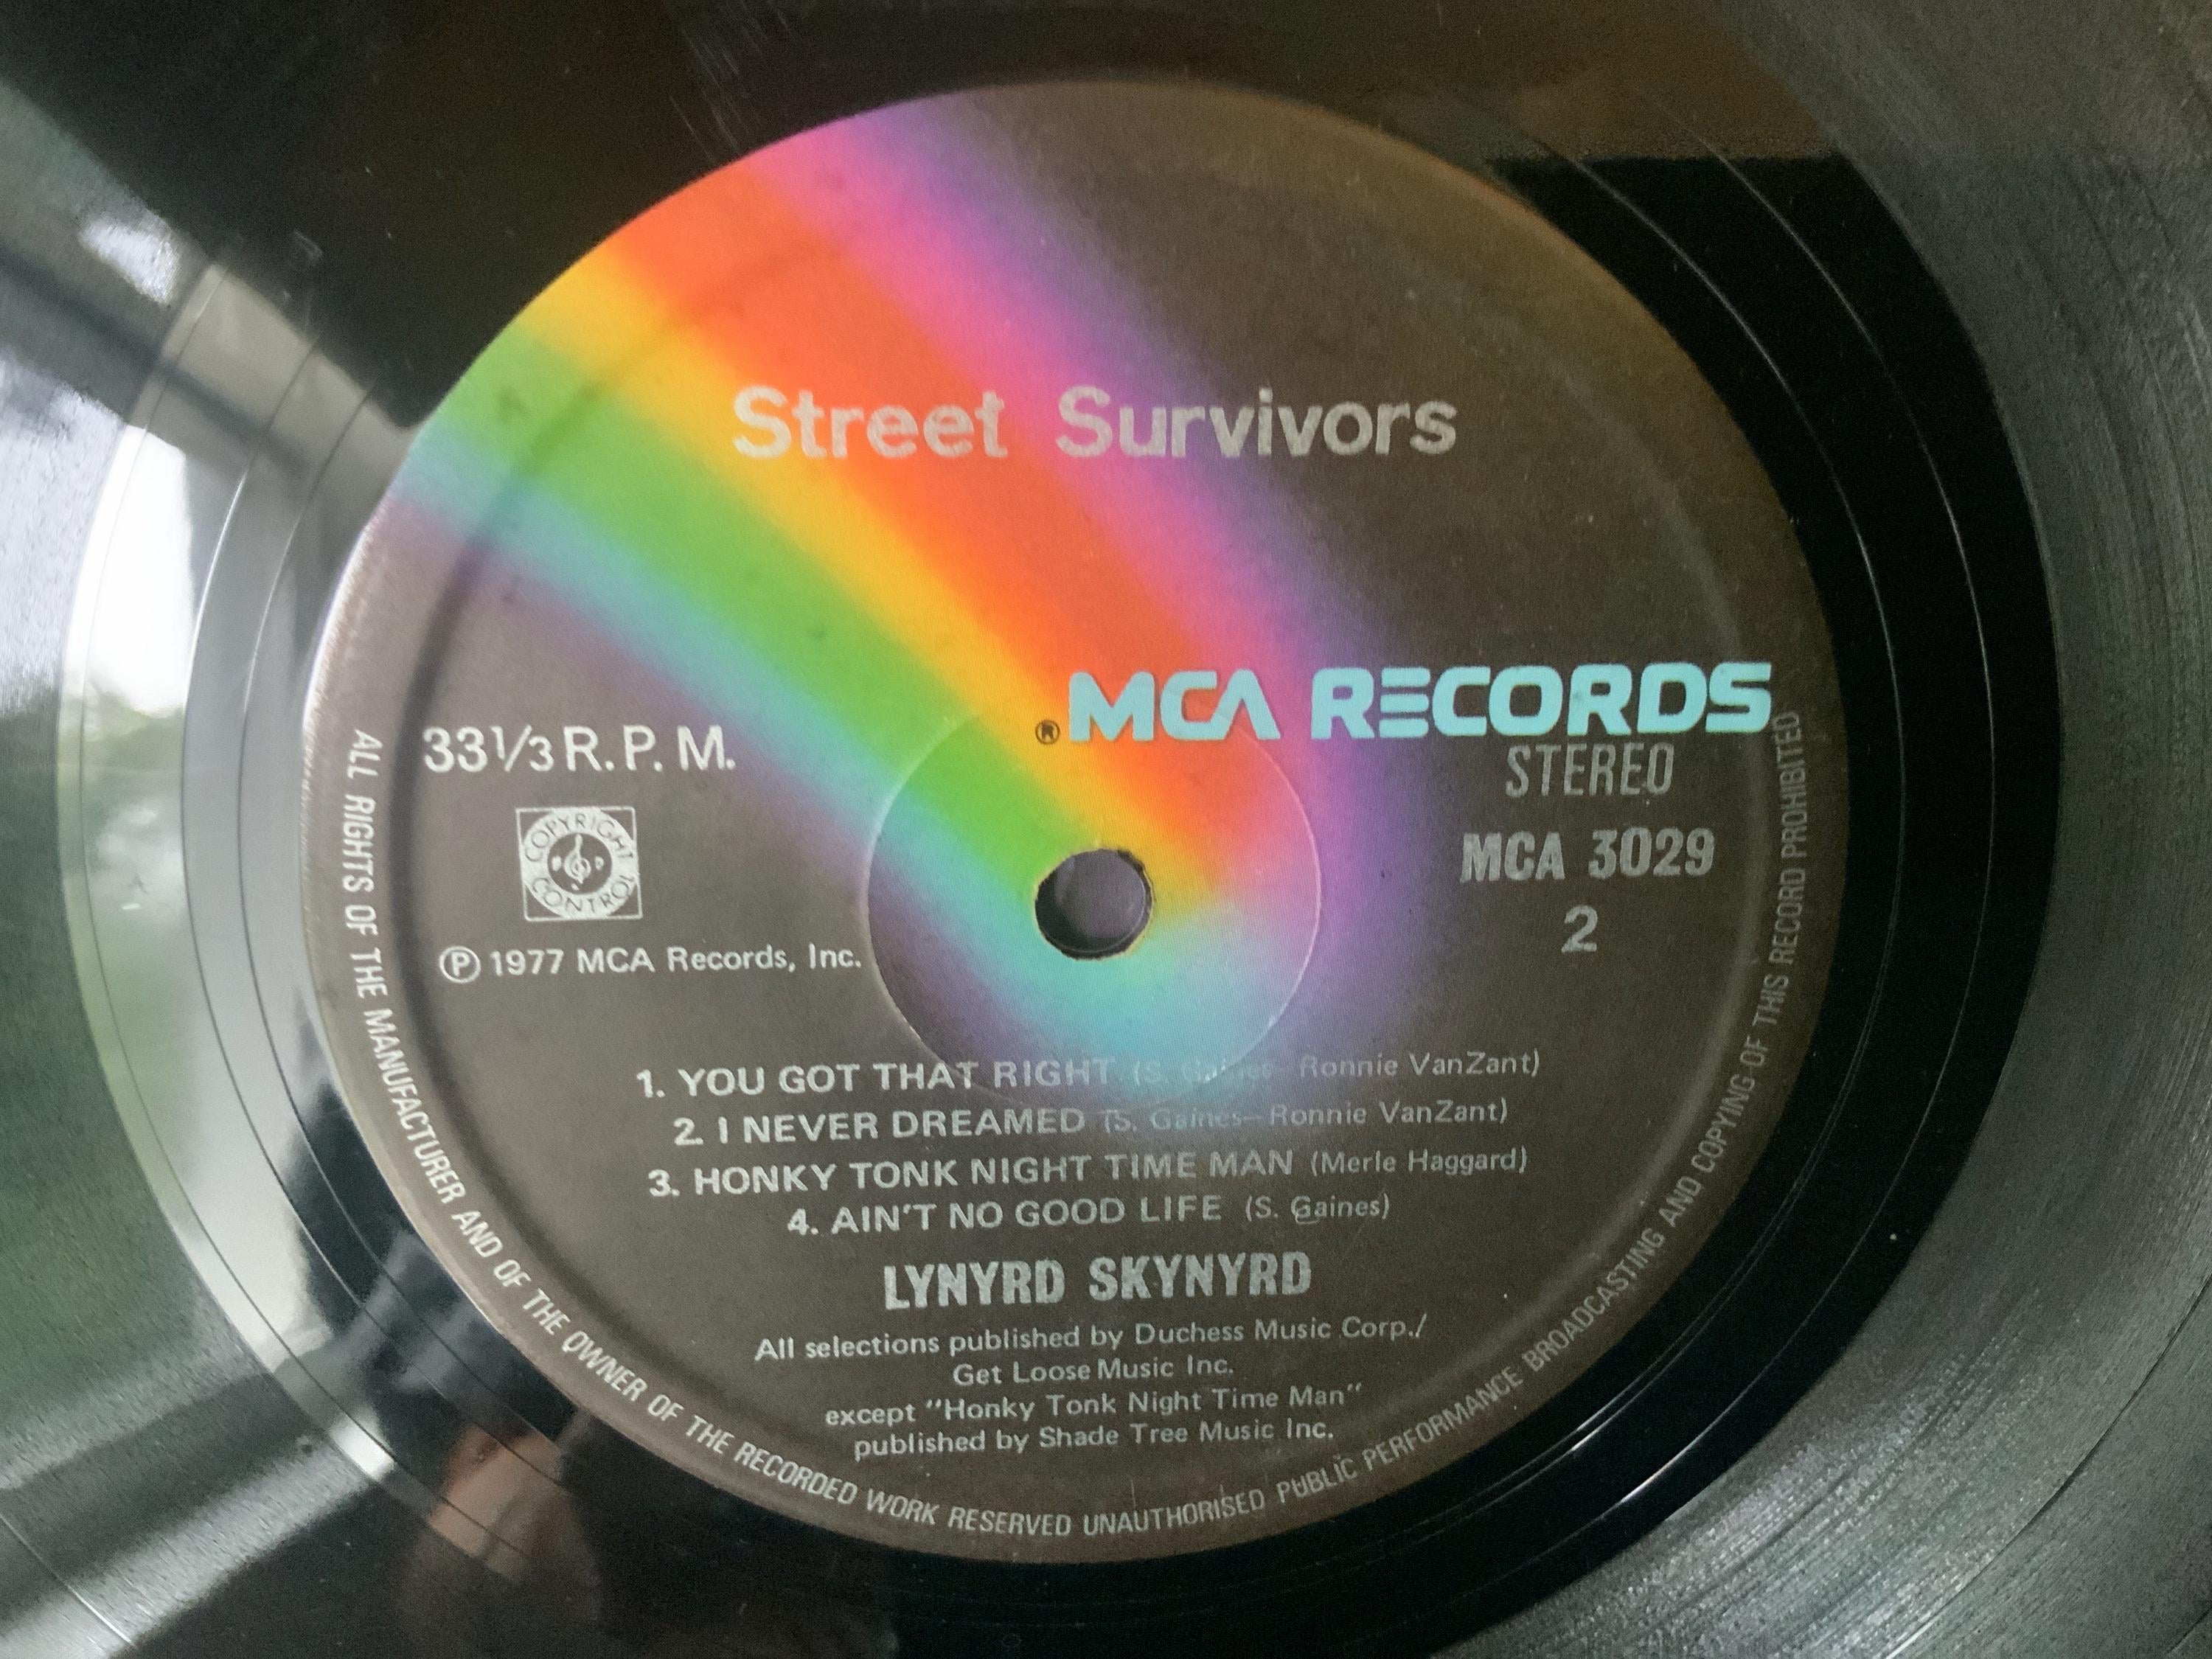 Street Survivors
® MCA RECORDS
33⅓ R.P.M.
STEREO
COPYRIGHT CONTROL
MCA 3029
2
℗ 1977 MCA Records, Inc.
1. YOU GOT THAT RIGHT (S. Gaines–Ronnie VanZant)
2. I NEVER DREAMED (S. Gaines–Ronnie VanZant)
3. HONKY TONK NIGHT TIME MAN (Merle Haggard)
4. AIN'T NO GOOD LIFE (S. Gaines)
LYNYRD SKYNYRD
All selections published by Duchess Music Corp./
Get Loose Music Inc.
except "Honky Tonk Night Time Man"
published by Shade Tree Music Inc.
ALL RIGHTS OF THE MANUFACTURER AND OF THE OWNER OF THE RECORDED WORK RESERVED UNAUTHORISED PUBLIC PERFORMANCE BROADCASTING AND COPYING OF THIS RECORD PROHIBITED